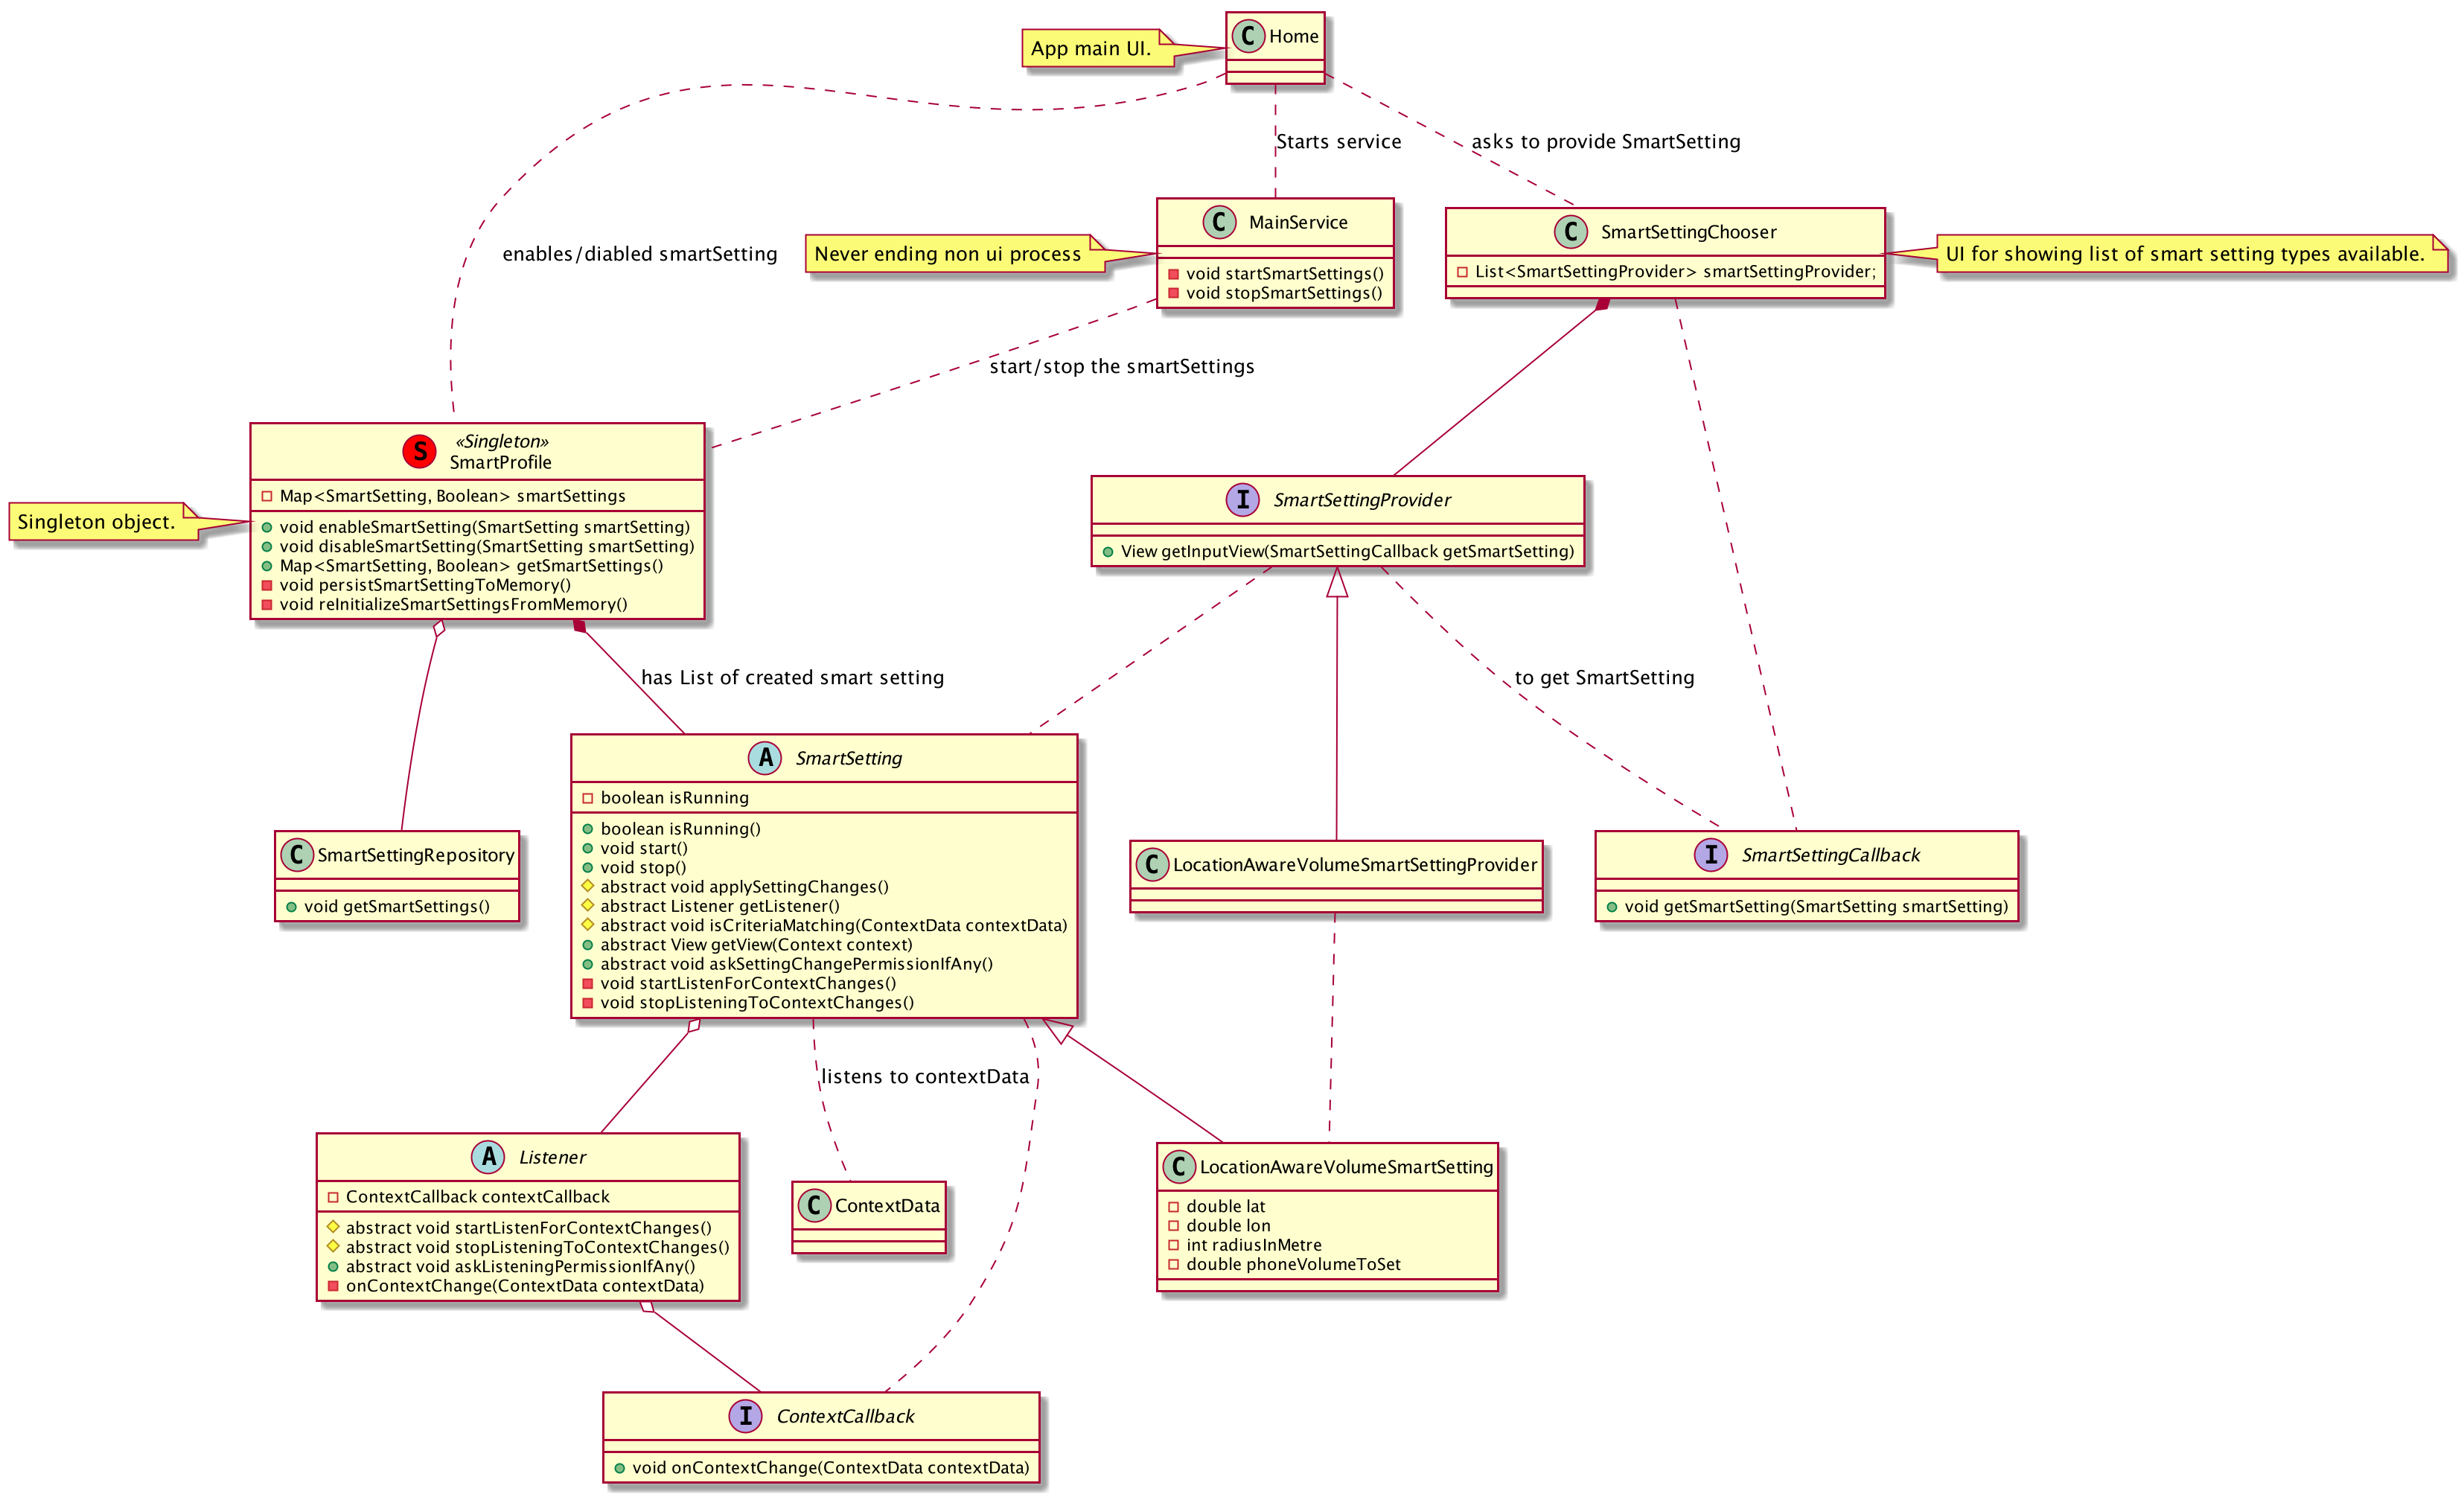 App main UI.
C Home
Starts service
asks to provide SmartSetting
enables/diabled smartSetting
Never ending non ui process
C MainService
void startSmartSettings()
void stopSmartSettings()
C SmartSettingChooser
List<SmartSettingProvider> smartSettingProvider;
UI for showing list of smart setting types available.
start/stop the smartSettings
Singleton object.
S «Singleton»
SmartProfile
Map<SmartSetting, Boolean> smartSettings
void enableSmartSetting(SmartSetting smartSetting)
void disableSmartSetting(SmartSetting smartSetting)
Map<SmartSetting, Boolean> getSmartSettings()
void persistSmartSettingToMemory()
void reInitializeSmartSettingsFromMemory()
I SmartSettingProvider
View getInputView(SmartSettingCallback getSmartSetting)
has List of created smart setting
to get SmartSetting
C SmartSettingRepository
void getSmartSettings()
A SmartSetting
boolean isRunning
boolean isRunning()
void start()
void stop()
abstract void applySettingChanges()
abstract Listener getListener()
abstract void isCriteriaMatching(ContextData contextData)
abstract View getView(Context context)
abstract void askSettingChangePermissionIfAny()
void startListenForContextChanges()
void stopListeningToContextChanges()
C LocationAwareVolumeSmartSettingProvider
I SmartSettingCallback
void getSmartSetting(SmartSetting smartSetting)
listens to contextData
A Listener
ContextCallback contextCallback
abstract void startListenForContextChanges()
abstract void stopListeningToContextChanges()
abstract void askListeningPermissionIfAny()
onContextChange(ContextData contextData)
C ContextData
C LocationAwareVolumeSmartSetting
double lat
double lon
int radiusInMetre
double phoneVolumeToSet
I ContextCallback
void onContextChange(ContextData contextData)